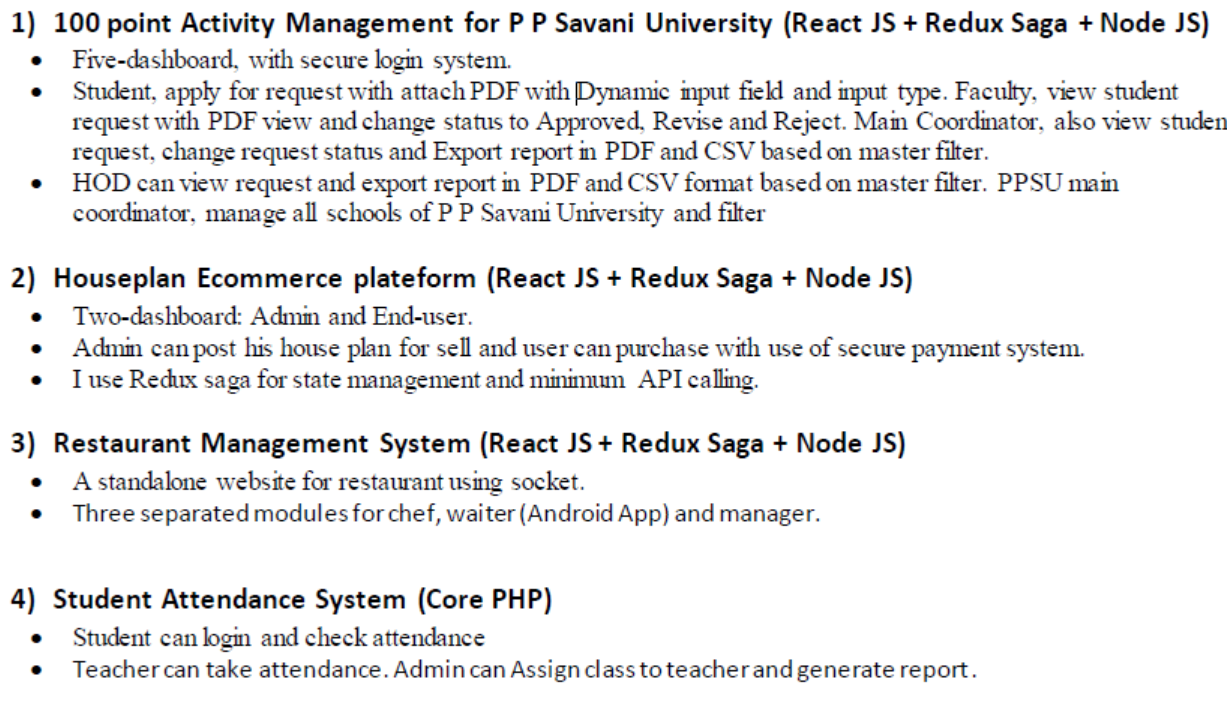 1) 100 point Activity Management for P P Savani University (React JS + Redux Saga + Node JS)
• Five-dashboard, with secure login system.
• Student, apply for request with attach PDF with Dynamic input field and input type. Faculty, view student
request with PDF view and change status to Approved, Revise and Reject. Main Coordinator, also view studen
request, change request status and Export report in PDF and CSV based on master filter.
• HOD can view request and export report in PDF and CSV format based on master filter. PPSU main
coordinator, manage all schools of P P Savani University and filter
2) Houseplan Ecommerce plateform (React JS + Redux Saga + Node JS)
• Two-dashboard: Admin and End-user.
• Admin can post his house plan for sell and user can purchase with use of secure payment system.
• I use Redux saga for state management and minimum API calling.
3) Restaurant Management System (React JS + Redux Saga + Node JS)
• A standalone website for restaurant using socket.
• Three separated modules for chef, waiter (Android App) and manager.
4) Student Attendance System (Core PHP)
• Student can login and check attendance
• Teacher can take attendance. Admin can Assign class to teacher and generate report.